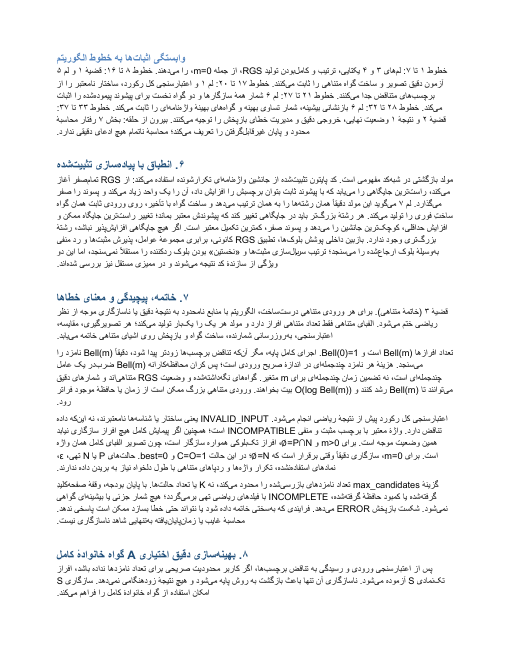 وابستگی اثبات‌ها به خطوط الگوریتم
خطوط ۱ تا ۷: لم‌های ۳ و ۴ یکتایی، ترتیب و کامل‌بودن تولید RGS، از جمله m=0، را می‌دهند. خطوط ۸ تا ۱۶: قضیهٔ ۱ و لم ۵
آزمون دقیق تصویر و ساخت گواه متناهی را ثابت می‌کنند. خطوط ۱۷ تا ۲۰: لم ۱ و اعتبارسنجی کل رکورد، ساختار نامعتبر را از
برچسب‌های متناقض جدا می‌کنند. خطوط ۲۱ تا ۲۷: لم ۶ شمار همهٔ سازگارها و دو گواه نخست برای پیشوند پیموده‌شده را اثبات
می‌کند. خطوط ۲۸ تا ۳۲: لم ۶ بازنشانی بیشینه، شمار تساوی بهینه و گواه‌های بهینهٔ واژه‌نامه‌ای را ثابت می‌کند. خطوط ۳۳ تا ۳۷:
قضیهٔ ۲ و نتیجهٔ ۱ وضعیت نهایی، خروجی دقیق و مدیریت خطای بازپخش را توجیه می‌کنند. بیرون از حلقه: بخش ۷ رفتار محاسبهٔ
محدود و پایان غیرقابل‌گرفتن را تعریف می‌کند؛ محاسبهٔ ناتمام هیچ ادعای دقیقی ندارد.
۶. انطباق با پیاده‌سازی تثبیت‌شده
مولد بازگشتی در شبه‌کد مفهومی است. کد پایتون تثبیت‌شده از جانشین واژه‌نامه‌ای تکرارشونده استفاده می‌کند: از RGS تمام‌صفر آغاز
می‌کند، راست‌ترین جایگاهی را می‌یابد که با پیشوند ثابت بتوان برچسبش را افزایش داد، آن را یک واحد زیاد می‌کند و پسوند را صفر
می‌گذارد. لم ۷ می‌گوید این مولد دقیقاً همان رشته‌ها را به همان ترتیب می‌دهد و ساخت گواه با تأخیر، روی ورودی ثابت همان گواه
ساخت فوری را تولید می‌کند. هر رشتهٔ بزرگ‌تر باید در جایگاهی تغییر کند که پیشوندش معتبر بماند؛ تغییر راست‌ترین جایگاه ممکن و
افزایش حداقلی، کوچک‌ترین جانشین را می‌دهد و پسوند صفر، کمترین تکمیل معتبر است. اگر هیچ جایگاهی افزایش‌پذیر نباشد، رشتهٔ
بزرگ‌تری وجود ندارد. بازبین داخلی پوشش بلوک‌ها، تطبیق RGS کانونی، برابری مجموعهٔ عوامل، پذیرش مثبت‌ها و رد منفی
به‌وسیلهٔ بلوک ارجاع‌شده را می‌سنجد؛ ترتیب سریال‌سازی مثبت‌ها و «نخستین» بودن بلوک ردکننده را مستقلاً نمی‌سنجد، اما این دو
ویژگی از سازندهٔ کد نتیجه می‌شوند و در ممیزی مستقل نیز بررسی شده‌اند.
۷. خاتمه، پیچیدگی و معنای خطاها
قضیهٔ ۳ (خاتمهٔ متناهی). برای هر ورودی متناهی درست‌ساخت، الگوریتم با منابع نامحدود به نتیجهٔ دقیق یا ناسازگاری موجه از نظر
ریاضی ختم می‌شود. الفبای متناهی فقط تعداد متناهی افراز دارد و مولد هر یک را یک‌بار تولید می‌کند؛ هر تصویرگیری، مقایسه،
اعتبارسنجی، به‌روزرسانی شمارنده، ساخت گواه و بازپخش روی اشیای متناهی خاتمه می‌یابد.
تعداد افرازها Bell(m) است و Bell(0)=1. اجرای کامل پایه، مگر آن‌که تناقض برچسب‌ها زودتر پیدا شود، دقیقاً Bell(m) نامزد را
می‌سنجد. هزینهٔ هر نامزد چندجمله‌ای در اندازهٔ صریح ورودی است؛ پس کران محافظه‌کارانه Bell(m) ضرب‌در یک عامل
چندجمله‌ای است، نه تضمین زمان چندجمله‌ای برای m متغیر. گواه‌های نگه‌داشته‌شده و وضعیت RGS متناهی‌اند و شمارهای دقیق
می‌توانند تا Bell(m) رشد کنند و O(log Bell(m)) بیت بخواهند. ورودی متناهی بزرگ ممکن است از زمان یا حافظهٔ موجود فراتر
رود.
اعتبارسنجی کل رکورد پیش از نتیجهٔ ریاضی انجام می‌شود. INVALID_INPUT یعنی ساختار یا شناسه‌ها نامعتبرند، نه این‌که داده
تناقض دارد. واژهٔ معتبر با برچسب مثبت و منفی INCOMPATIBLE است؛ همچنین اگر پیمایش کامل هیچ افراز سازگاری نیابد
همین وضعیت موجه است. برای m>0 و P∩N=∅، افراز تک‌بلوکی همواره سازگار است، چون تصویر الفبای کامل همان واژه
است. برای m=0، سازگاری دقیقاً وقتی برقرار است که N=∅؛ در این حالت C=O=1 و best=0. حالت‌های P یا N تهی، ε،
نمادهای استفاده‌نشده، تکرار واژه‌ها و ردپاهای متناهی با طول دلخواه نیاز به بریدن داده ندارند.
گزینهٔ max_candidates تعداد نامزدهای بازرسی‌شده را محدود می‌کند، نه K یا تعداد حالت‌ها. با پایان بودجه، وقفهٔ صفحه‌کلیدِ
گرفته‌شده یا کمبود حافظهٔ گرفته‌شده، INCOMPLETE با فیلدهای ریاضی تهی برمی‌گردد؛ هیچ شمار جزئی یا بیشینه‌ای گواهی
نمی‌شود. شکست بازپخش ERROR می‌دهد. فرایندی که به‌سختی خاتمه داده شود یا نتواند حتی خطا بسازد ممکن است پاسخی ندهد.
محاسبهٔ غایب یا زمان‌پایان‌یافته به‌تنهایی شاهد ناسازگاری نیست.
۸. بهینه‌سازی دقیق اختیاری A گواه خانوادهٔ کامل
پس از اعتبارسنجی ورودی و رسیدگی به تناقض برچسب‌ها، اگر کاربر محدودیت صریحی برای تعداد نامزدها نداده باشد، افراز
تک‌نمادی S آزموده می‌شود. ناسازگاری آن تنها باعث بازگشت به روش پایه می‌شود و هیچ نتیجهٔ زودهنگامی نمی‌دهد. سازگاری S
امکان استفاده از گواه خانوادهٔ کامل را فراهم می‌کند.